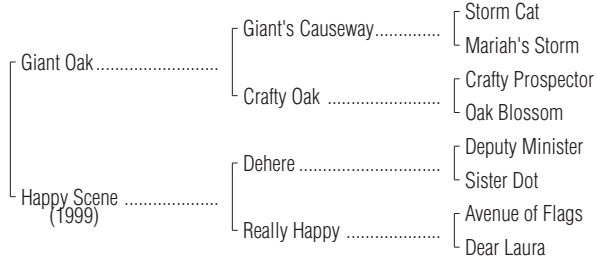 Storm Cat
Giant's Causeway..............
Mariah's Storm
Giant Oak..........................
Crafty Prospector
Crafty Oak ........................
Oak Blossom
Deputy Minister
Dehere ..............................
Sister Dot
Happy Scene ....................
(1999)
Avenue of Flags
Really Happy ....................
Dear Laura